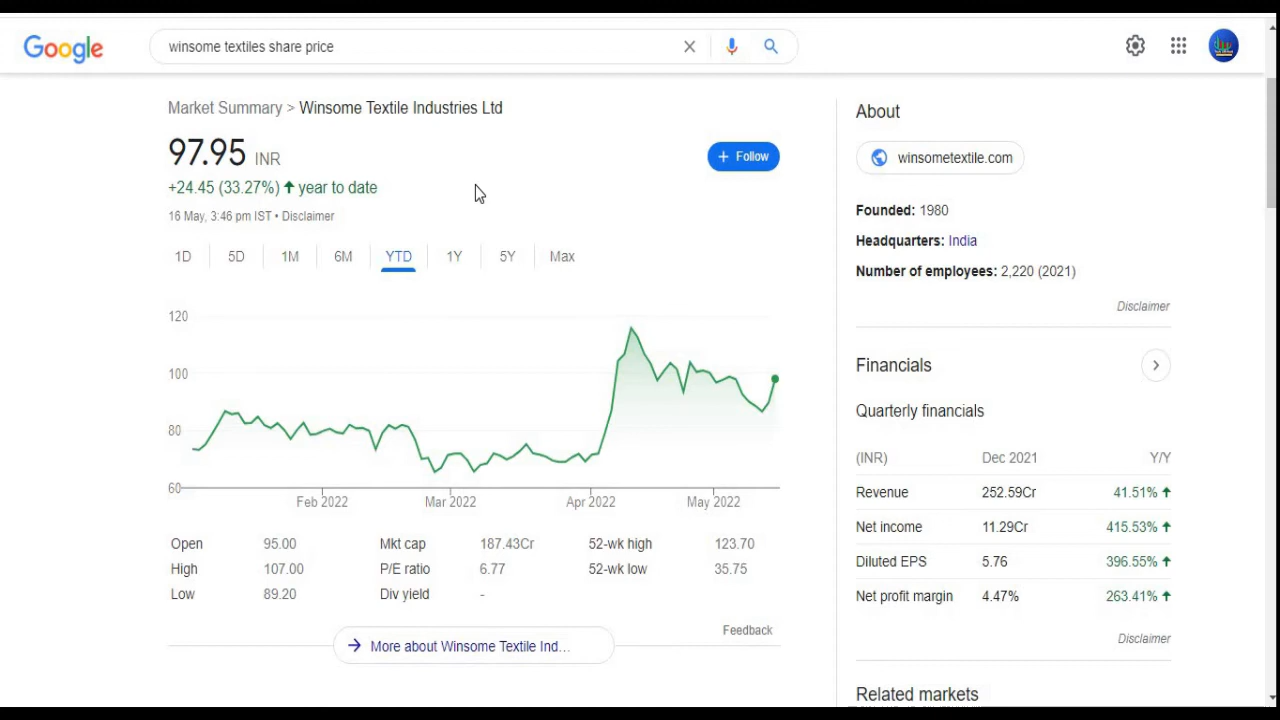 Google
winsome textiles share price
Market Summary > Winsome Textile Industries Ltd
97.95 INR
+ Follow
+24.45 (33.27%) ↑ year to date
16 May, 3:46 pm IST • Disclaimer
1D 5D 1M 6M YTD 1Y 5Y Max
120
100
80
60
Feb 2022 Mar 2022 Apr 2022 May 2022
Open 95.00 Mkt cap 187.43Cr 52-wk high 123.70
High 107.00 P/E ratio 6.77 52-wk low 35.75
Low 89.20 Div yield -
Feedback
→ More about Winsome Textile Ind...
About
winsometextile.com
Founded: 1980
Headquarters: India
Number of employees: 2,220 (2021)
Disclaimer
Financials
Quarterly financials
(INR) Dec 2021 Y/Y
Revenue 252.59Cr 41.51% ↑
Net income 11.29Cr 415.53% ↑
Diluted EPS 5.76 396.55% ↑
Net profit margin 4.47% 263.41% ↑
Disclaimer
Related markets